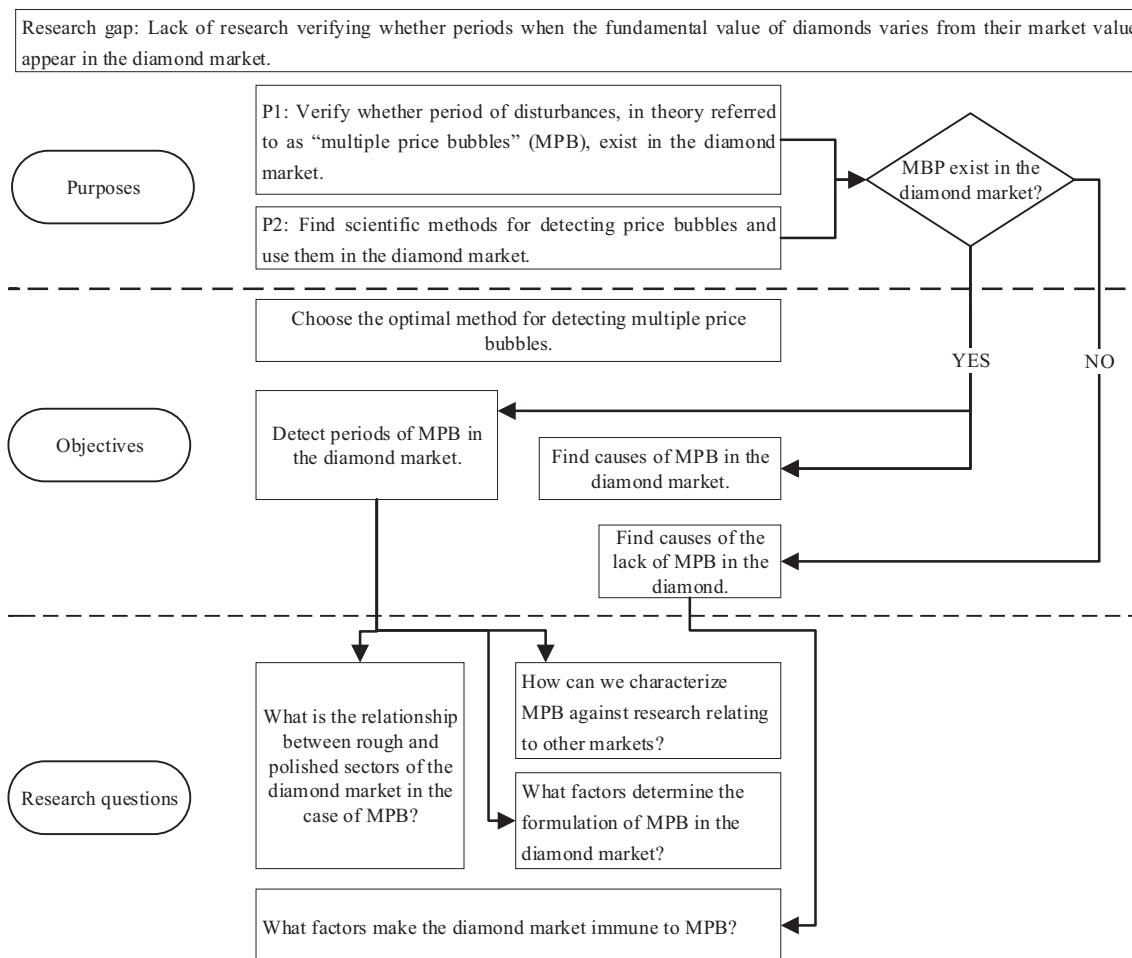 Research gap: Lack of research verifying whether periods when the fundamental value of diamonds varies from their market value
appear in the diamond market.
P1: Verify whether period of disturbances, in theory referred
to as “multiple price bubbles” (MPB), exist in the diamond
market.
Purposes
MBP exist in the
diamond market?
P2: Find scientific methods for detecting price bubbles and
use them in the diamond market.
Choose the optimal method for detecting multiple price
bubbles.
YES
NO
Objectives
Detect periods of MPB in
the diamond market.
Find causes of MPB in the
diamond market.
Find causes of the
lack of MPB in the
diamond.
Research questions
What is the relationship
between rough and
polished sectors of the
diamond market in the
case of MPB?
How can we characterize
MPB against research relating
to other markets?
What factors determine the
formulation of MPB in the
diamond market?
What factors make the diamond market immune to MPB?